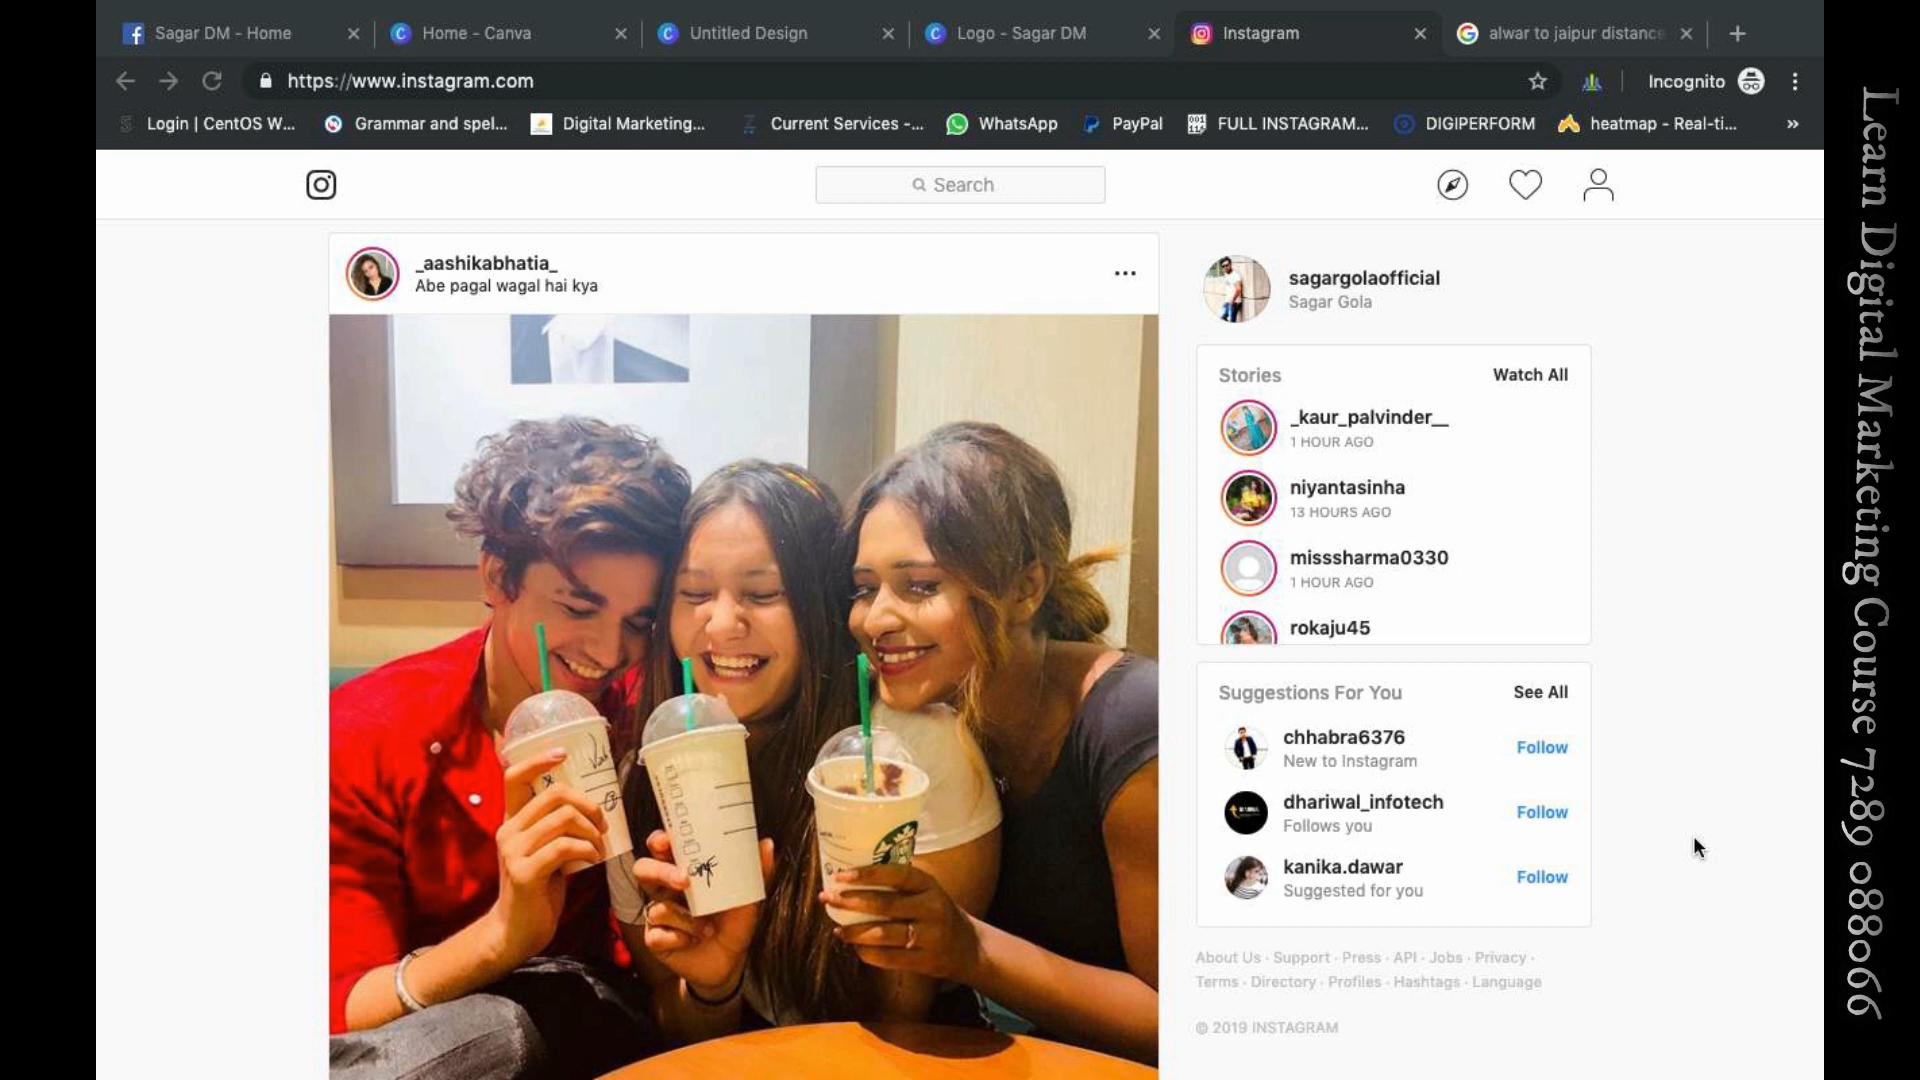 Sagar DM - Home
Home - Canva
Untitled Design
Logo - Sagar DM
Instagram
alwar to jaipur distance
https://www.instagram.com
Incognito
Login | CentOS W...
Grammar and spel...
Digital Marketing...
Current Services -...
WhatsApp
PayPal
FULL INSTAGRAM...
DIGIPERFORM
heatmap - Real-ti...
»
Search
_aashikabhatia_
Abe pagal wagal hai kya
sagargolaofficial
Sagar Gola
Stories Watch All
_kaur_palvinder__
1 HOUR AGO
niyantasinha
13 HOURS AGO
misssharma0330
1 HOUR AGO
rokaju45
Suggestions For You See All
chhabra6376
New to Instagram
Follow
dhariwal_infotech
Follows you
Follow
kanika.dawar
Suggested for you
Follow
About Us · Support · Press · API · Jobs · Privacy ·
Terms · Directory · Profiles · Hashtags · Language
© 2019 INSTAGRAM
Learn Digital Marketing Course 7289 088066